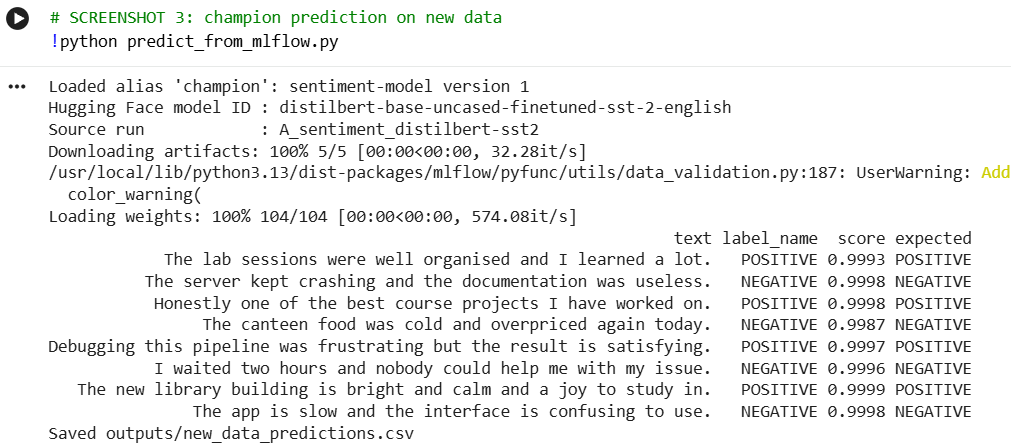 # SCREENSHOT 3: champion prediction on new data
!python predict_from_mlflow.py
Loaded alias 'champion': sentiment-model version 1
Hugging Face model ID : distilbert-base-uncased-finetuned-sst-2-english
Source run            : A_sentiment_distilbert-sst2
Downloading artifacts: 100% 5/5 [00:00<00:00, 32.28it/s]
/usr/local/lib/python3.13/dist-packages/mlflow/pyfunc/utils/data_validation.py:187: UserWarning: Add
  color_warning(
Loading weights: 100% 104/104 [00:00<00:00, 574.08it/s]
text label_name  score expected
The lab sessions were well organised and I learned a lot.   POSITIVE 0.9993 POSITIVE
The server kept crashing and the documentation was useless.   NEGATIVE 0.9998 NEGATIVE
Honestly one of the best course projects I have worked on.   POSITIVE 0.9998 POSITIVE
The canteen food was cold and overpriced again today.   NEGATIVE 0.9987 NEGATIVE
Debugging this pipeline was frustrating but the result is satisfying.   POSITIVE 0.9997 POSITIVE
I waited two hours and nobody could help me with my issue.   NEGATIVE 0.9996 NEGATIVE
The new library building is bright and calm and a joy to study in.   POSITIVE 0.9999 POSITIVE
The app is slow and the interface is confusing to use.   NEGATIVE 0.9998 NEGATIVE
Saved outputs/new_data_predictions.csv